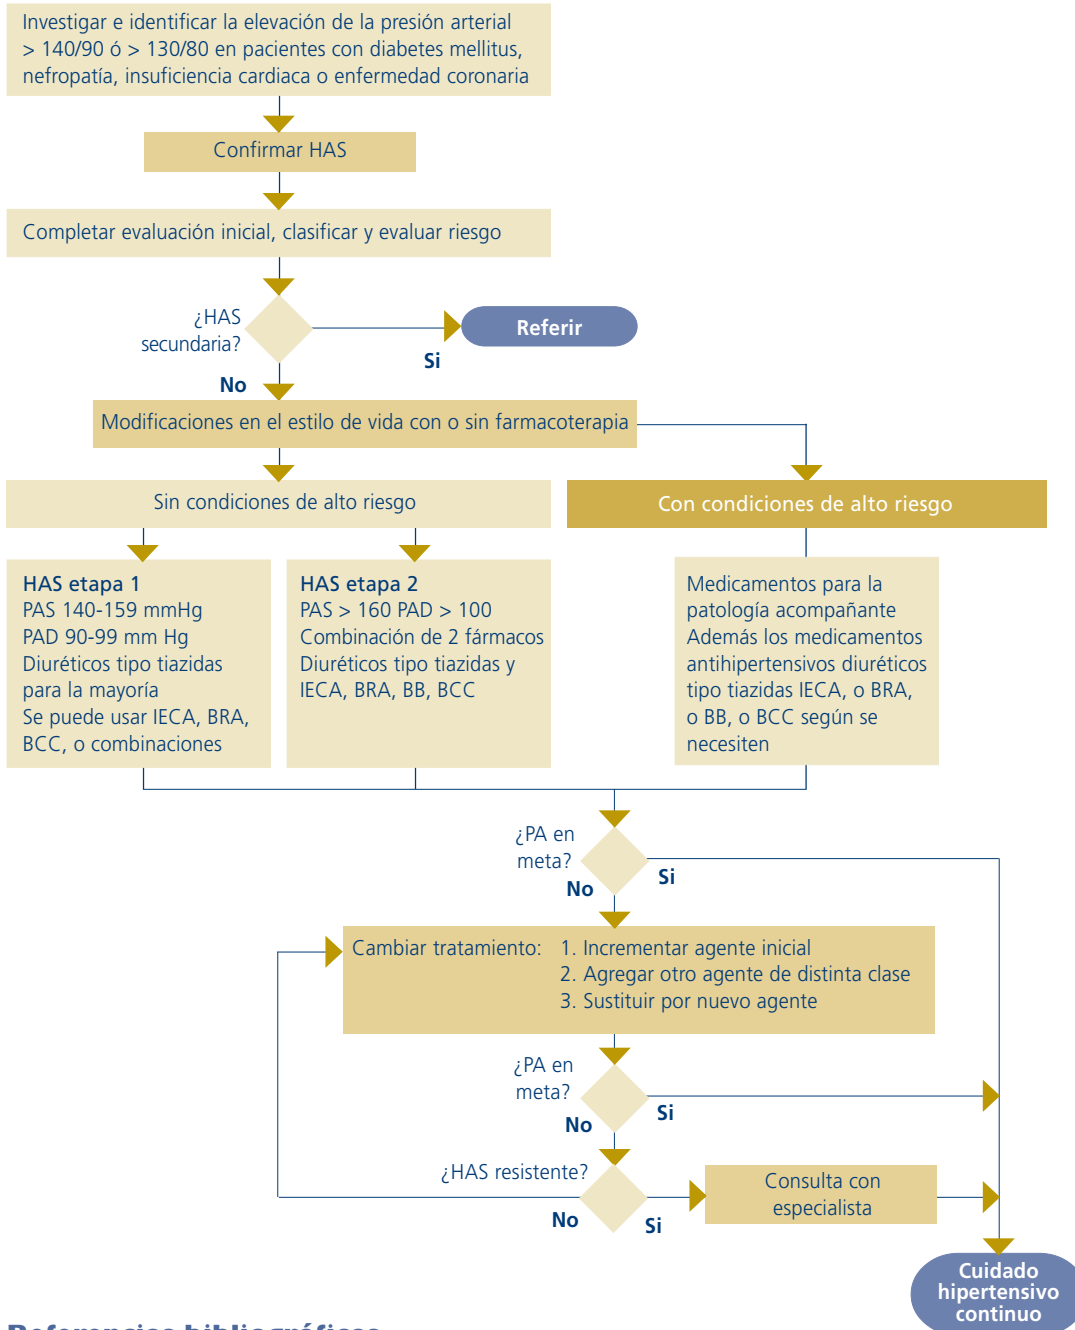 Investigar e identificar la elevación de la presión arterial
> 140/90 ó > 130/80 en pacientes con diabetes mellitus,
nefropatía, insuficiencia cardiaca o enfermedad coronaria
Confirmar HAS
Completar evaluación inicial, clasificar y evaluar riesgo
¿HAS
secundaria?
Si
Referir
No
Modificaciones en el estilo de vida con o sin farmacoterapia
Sin condiciones de alto riesgo
Con condiciones de alto riesgo
HAS etapa 1
PAS 140-159 mmHg
PAD 90-99 mm Hg
Diuréticos tipo tiazidas
para la mayoría
Se puede usar IECA, BRA,
BCC, o combinaciones
HAS etapa 2
PAS > 160 PAD > 100
Combinación de 2 fármacos
Diuréticos tipo tiazidas y
IECA, BRA, BB, BCC
Medicamentos para la
patología acompañante
Además los medicamentos
antihipertensivos diuréticos
tipo tiazidas IECA, o BRA,
o BB, o BCC según se
necesiten
¿PA en
meta?
Si
No
Cambiar tratamiento: 1. Incrementar agente inicial
2. Agregar otro agente de distinta clase
3. Sustituir por nuevo agente
¿PA en
meta?
Si
No
¿HAS resistente?
No
Si
Consulta con
especialista
Cuidado
hipertensivo
continuo
Referencias bibliográficas